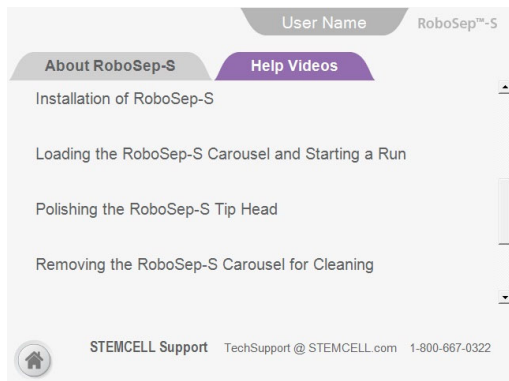 User Name
RoboSep™-S
About RoboSep-S
Help Videos
Installation of RoboSep-S
Loading the RoboSep-S Carousel and Starting a Run
Polishing the RoboSep-S Tip Head
Removing the RoboSep-S Carousel for Cleaning
STEMCELL Support TechSupport @ STEMCELL.com 1-800-667-0322